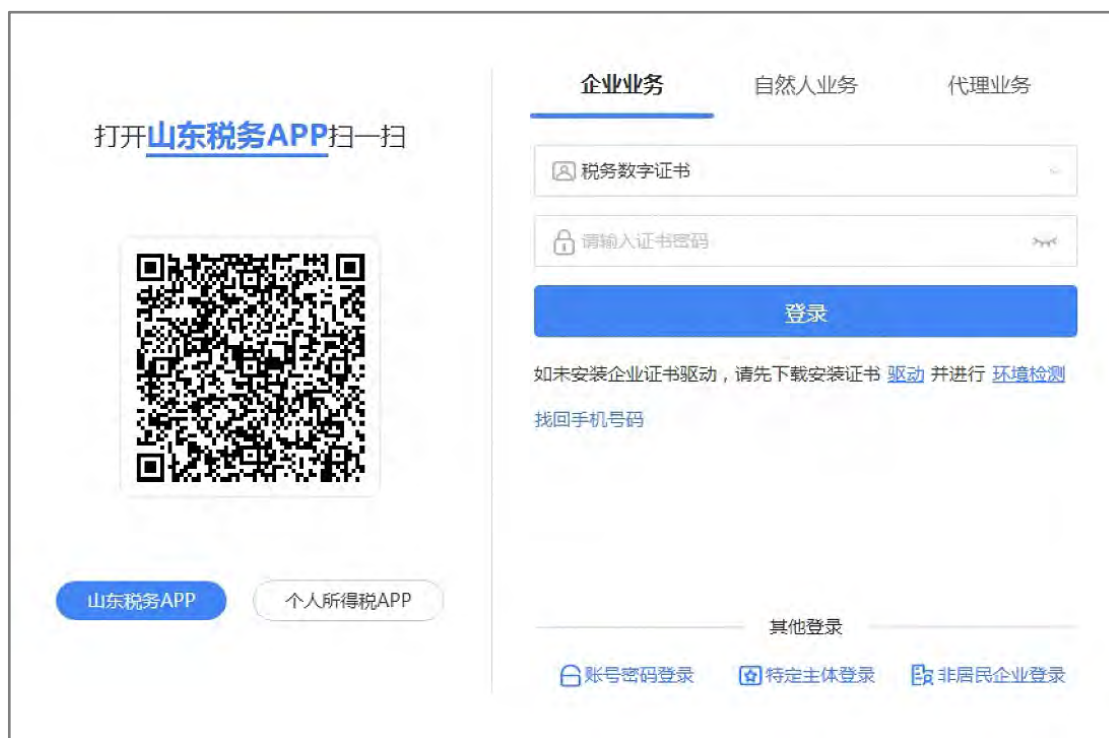 打开山东税务APP扫一扫
山东税务APP
个人所得税APP
企业业务
自然人业务
代理业务
税务数字证书
请输入证书密码
登录
如未安装企业证书驱动，请先下载安装证书 驱动 并进行 环境检测
找回手机号码
其他登录
账号密码登录
特定主体登录
非居民企业登录